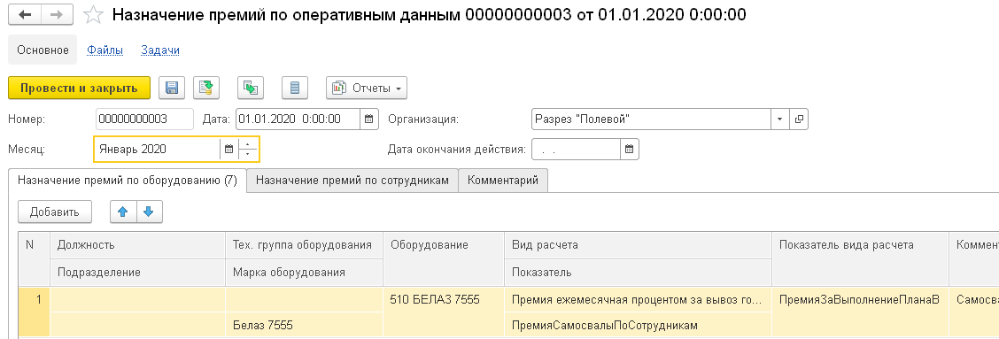 Назначение премий по оперативным данным 00000000003 от 01.01.2020 0:00:00
Основное Файлы Задачи
Провести и закрыть Отчеты
Номер: 00000000003 Дата: 01.01.2020 0:00:00 Организация: Разрез "Полевой"
Месяц: Январь 2020 Дата окончания действия: . .
Назначение премий по оборудованию (7) Назначение премий по сотрудникам Комментарий
Добавить
N Должность Тех. группа оборудования Оборудование Вид расчета Показатель вида расчета Коммент
Подразделение Марка оборудования Показатель
1 510 БЕЛАЗ 7555 Премия ежемесячная процентом за вывоз го... ПремияЗаВыполнениеПланаВ Самосва
Белаз 7555 ПремияСамосвалыПоСотрудникам